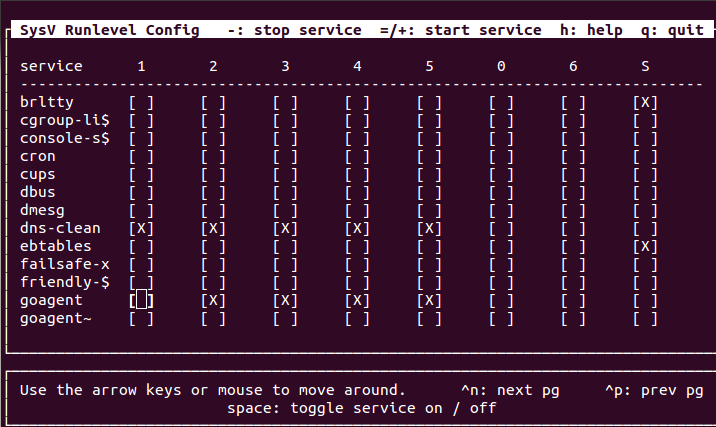 SysV Runlevel Config   -: stop service  =/+: start service  h: help  q: quit
service      1       2       3       4       5       0       6       S
----------------------------------------------------------------------------
brltty      [ ]     [ ]     [ ]     [ ]     [ ]     [ ]     [ ]     [X]
cgroup-li$  [ ]     [ ]     [ ]     [ ]     [ ]     [ ]     [ ]     [ ]
console-s$  [ ]     [ ]     [ ]     [ ]     [ ]     [ ]     [ ]     [ ]
cron        [ ]     [ ]     [ ]     [ ]     [ ]     [ ]     [ ]     [ ]
cups        [ ]     [ ]     [ ]     [ ]     [ ]     [ ]     [ ]     [ ]
dbus        [ ]     [ ]     [ ]     [ ]     [ ]     [ ]     [ ]     [ ]
dmesg       [ ]     [ ]     [ ]     [ ]     [ ]     [ ]     [ ]     [ ]
dns-clean   [X]     [X]     [X]     [X]     [X]     [ ]     [ ]     [ ]
ebtables    [ ]     [ ]     [ ]     [ ]     [ ]     [ ]     [ ]     [X]
failsafe-x  [ ]     [ ]     [ ]     [ ]     [ ]     [ ]     [ ]     [ ]
friendly-$  [ ]     [ ]     [ ]     [ ]     [ ]     [ ]     [ ]     [ ]
goagent     [ ]     [X]     [X]     [X]     [X]     [ ]     [ ]     [ ]
goagent~    [ ]     [ ]     [ ]     [ ]     [ ]     [ ]     [ ]     [ ]
Use the arrow keys or mouse to move around.      ^n: next pg     ^p: prev pg
space: toggle service on / off